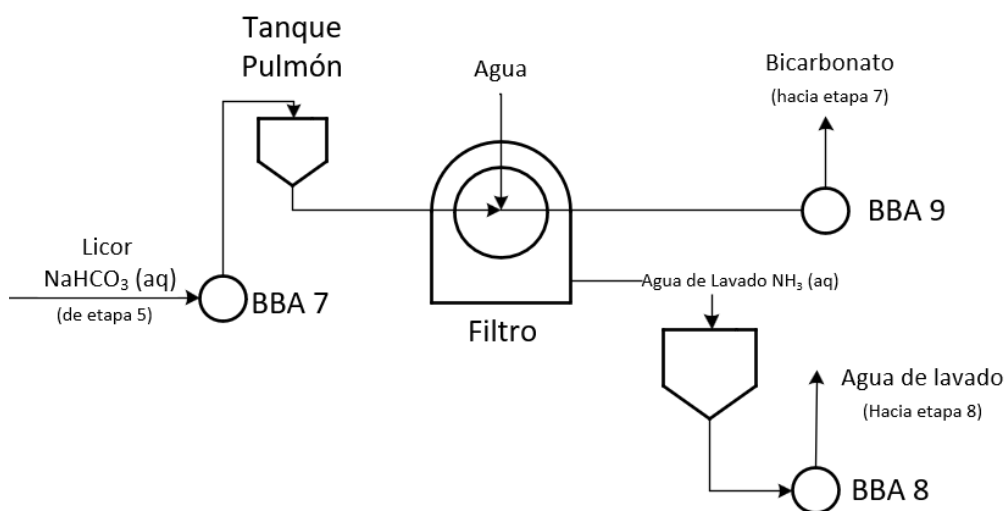 Tanque
Pulmón
Agua
Bicarbonato
(hacia etapa 7)
BBA 9
Licor
NaHCO₃ (aq)
(de etapa 5)
BBA 7
Agua de Lavado NH₃ (aq)
Filtro
Agua de lavado
(Hacia etapa 8)
BBA 8